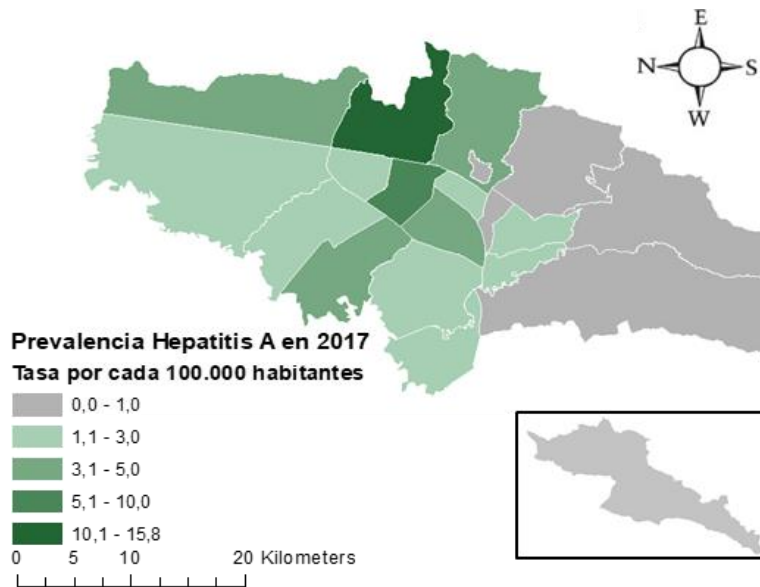 E
N S
W
Prevalencia Hepatitis A en 2017
Tasa por cada 100.000 habitantes
0,0 - 1,0
1,1 - 3,0
3,1 - 5,0
5,1 - 10,0
10,1 - 15,8
0 5 10 20 Kilometers